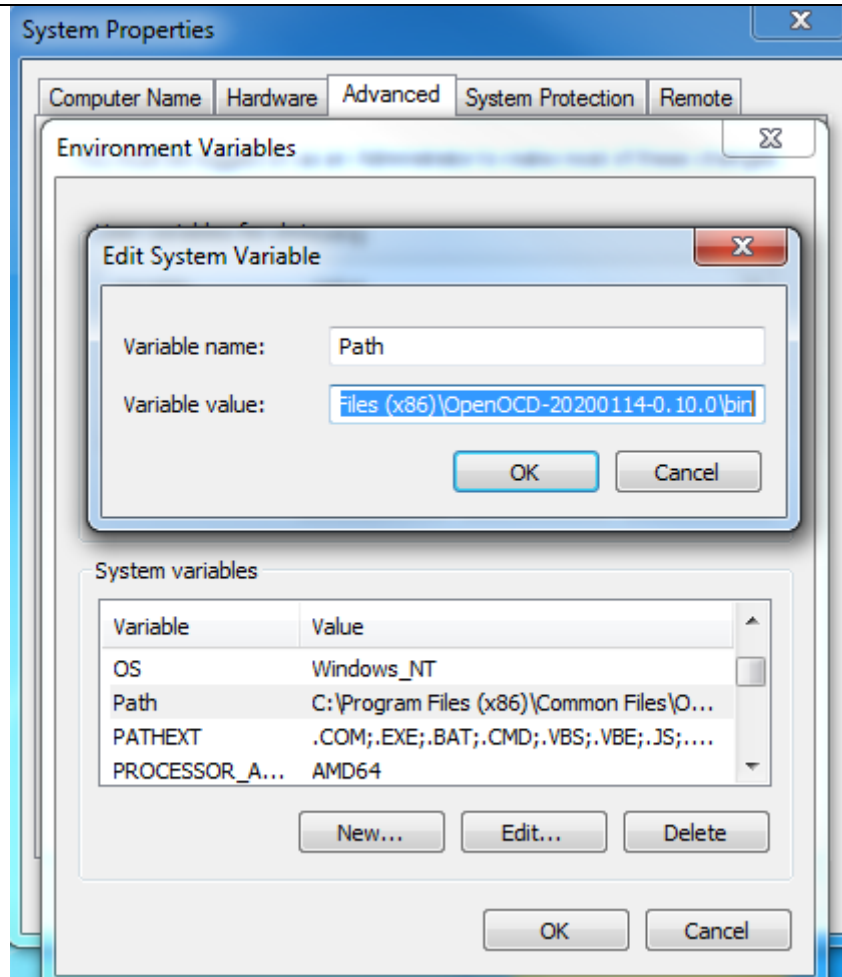 System Properties
Computer Name Hardware Advanced System Protection Remote
Environment Variables
Edit System Variable
Variable name: Path
Variable value: Files (x86)\OpenOCD-20200114-0.10.0\bin
OK Cancel
System variables
Variable Value
OS Windows_NT
Path C:\Program Files (x86)\Common Files\O...
PATHEXT .COM;.EXE;.BAT;.CMD;.VBS;.VBE;.JS;....
PROCESSOR_A... AMD64
New... Edit... Delete
OK Cancel